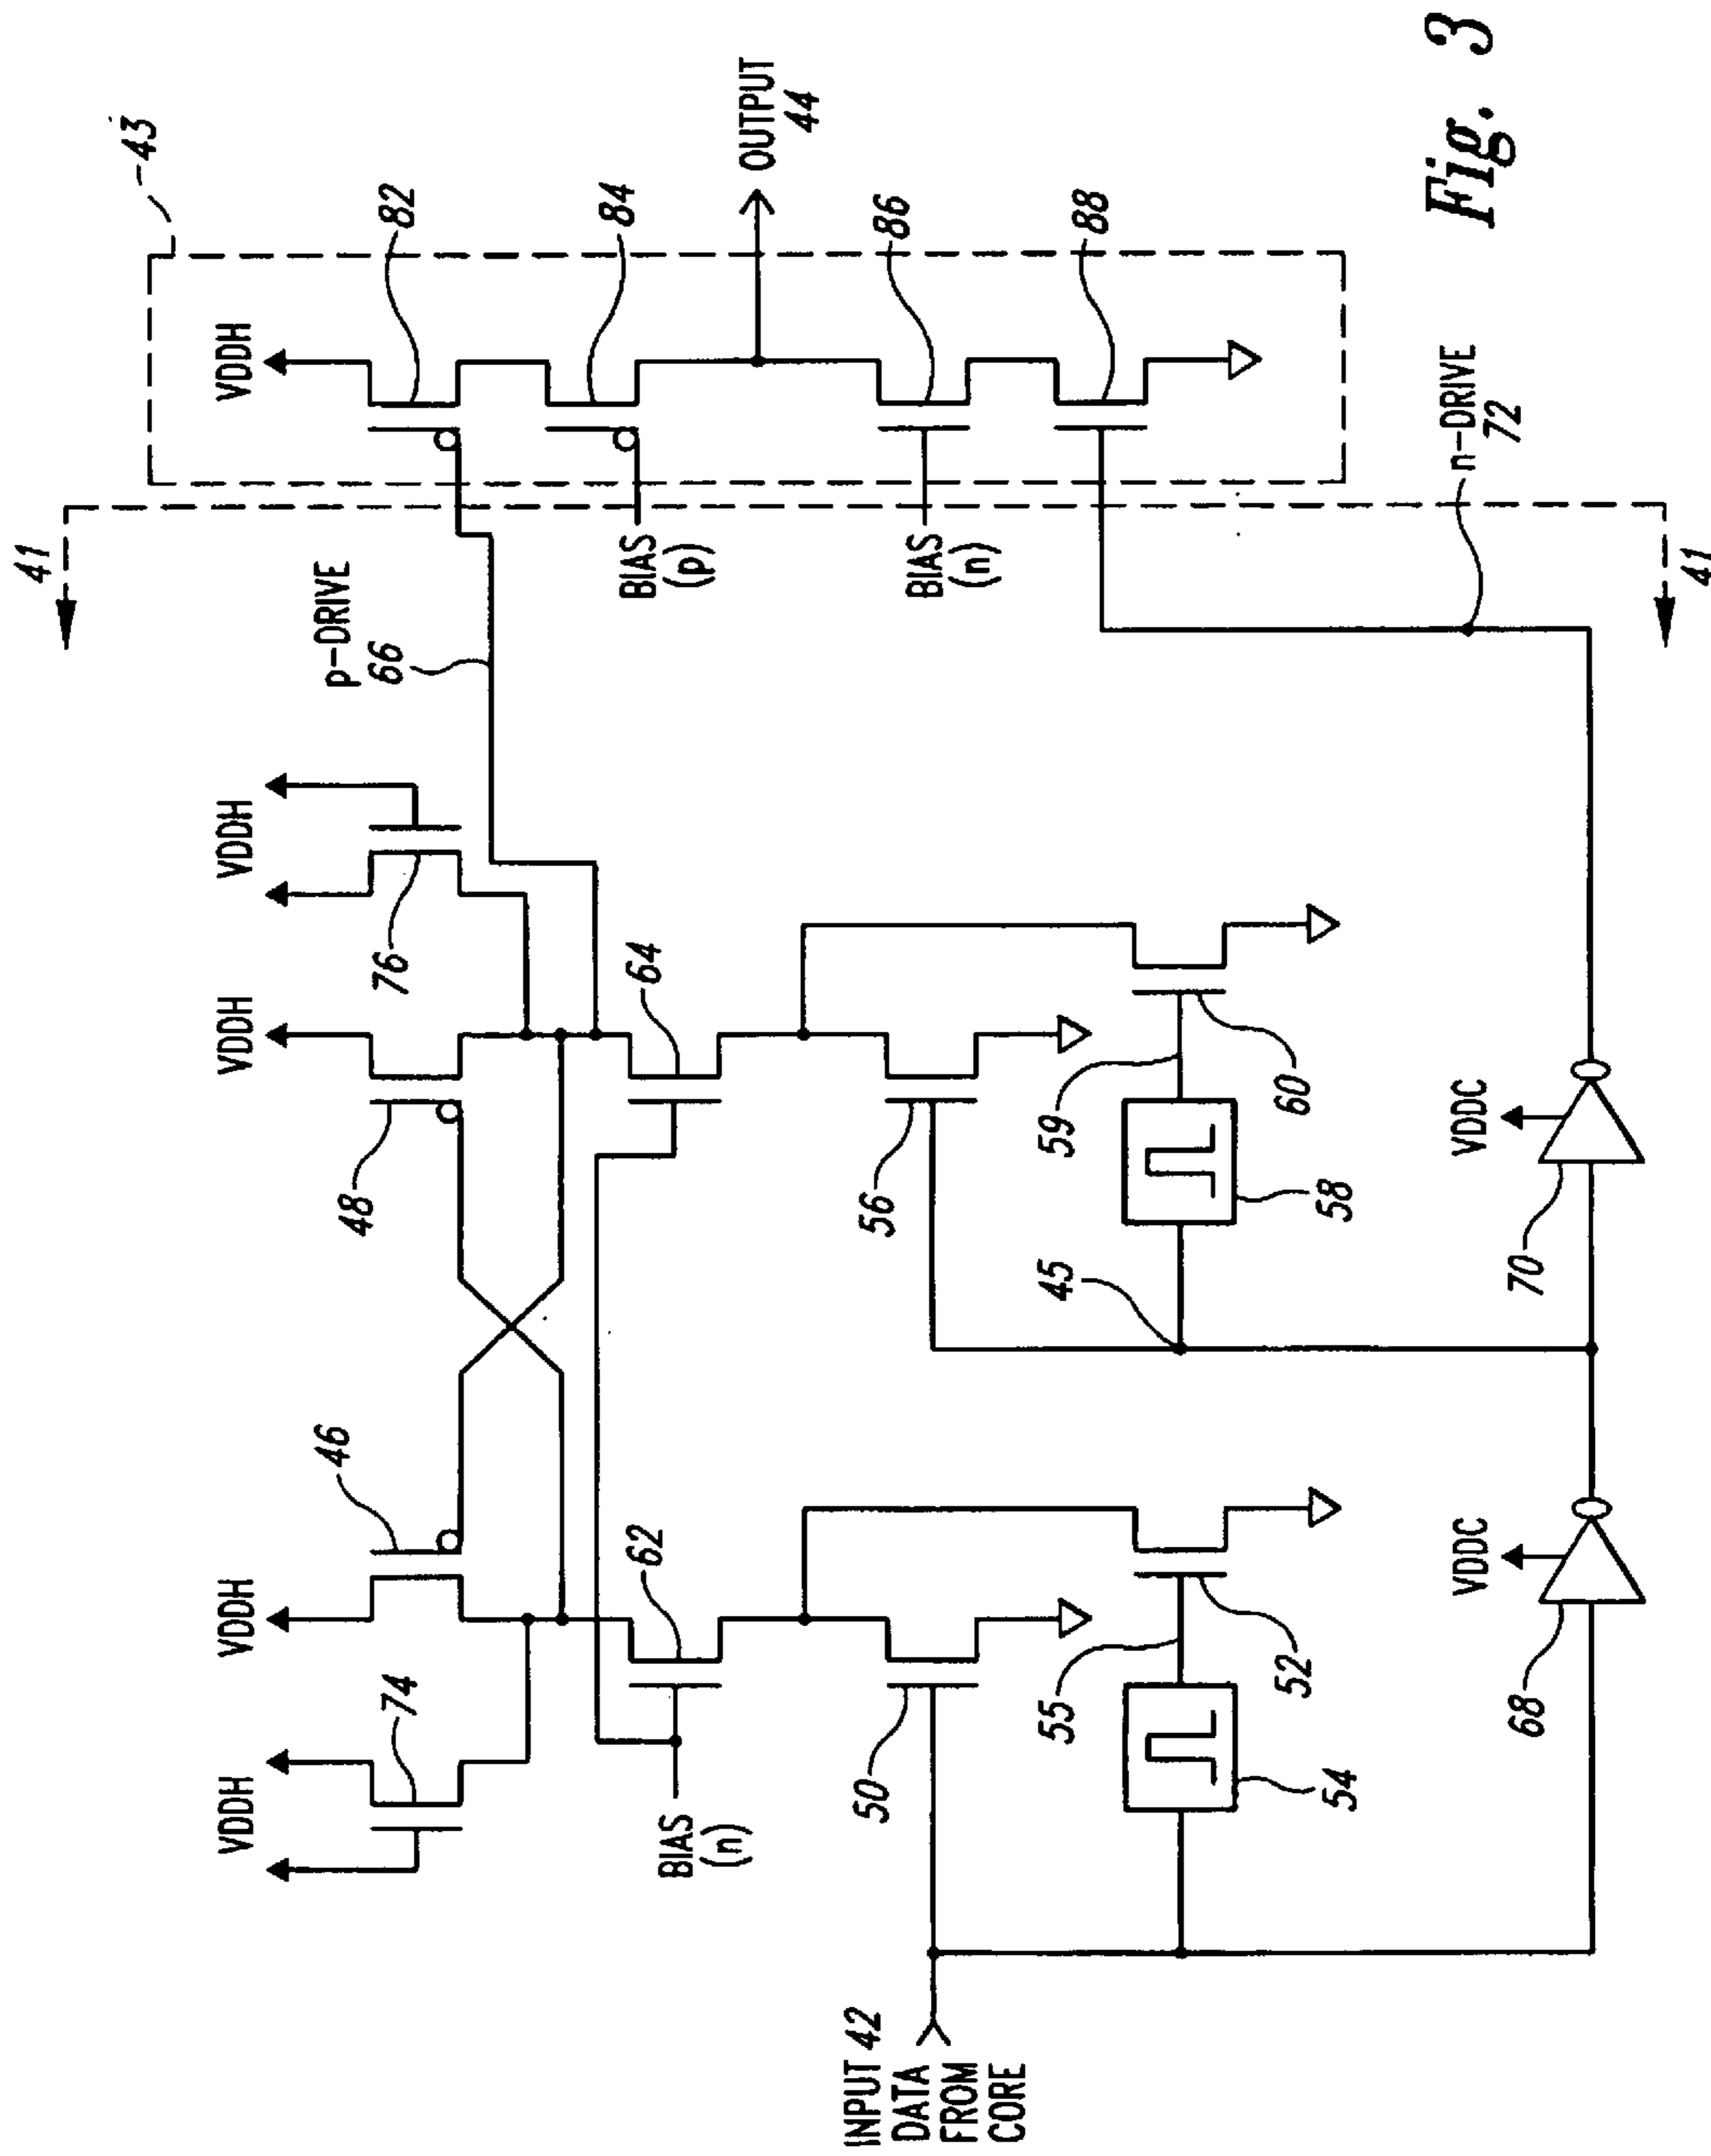 41
43
VDDH
82
84
OUTPUT
44
86
88
BIAS
(p)
BIAS
(n)
p-DRIVE
66
n-DRIVE
72
41
Fig. 3
VDDH
74
VDDH
46
VDDH
48
VDDH
76
BIAS
(n)
62
64
INPUT 42
DATA
FROM
CORE
50
56
55
54
52
45
59
58
60
VDDC
68
VDDC
70